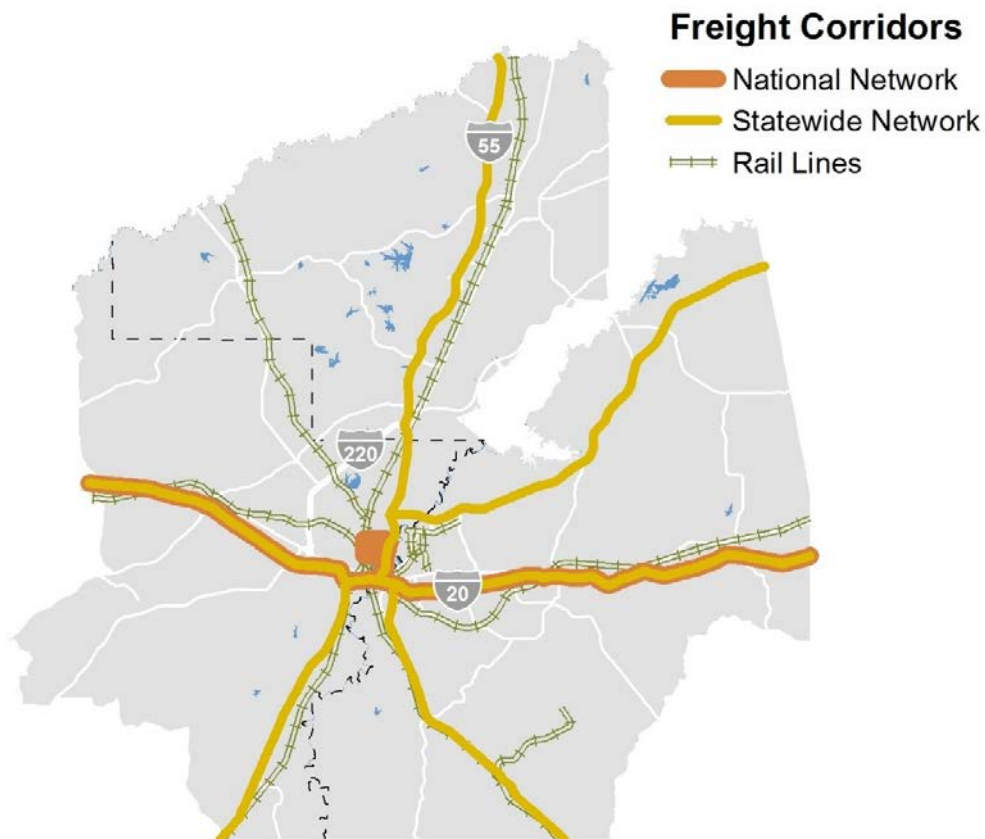 Freight Corridors
National Network
Statewide Network
Rail Lines
55
220
20